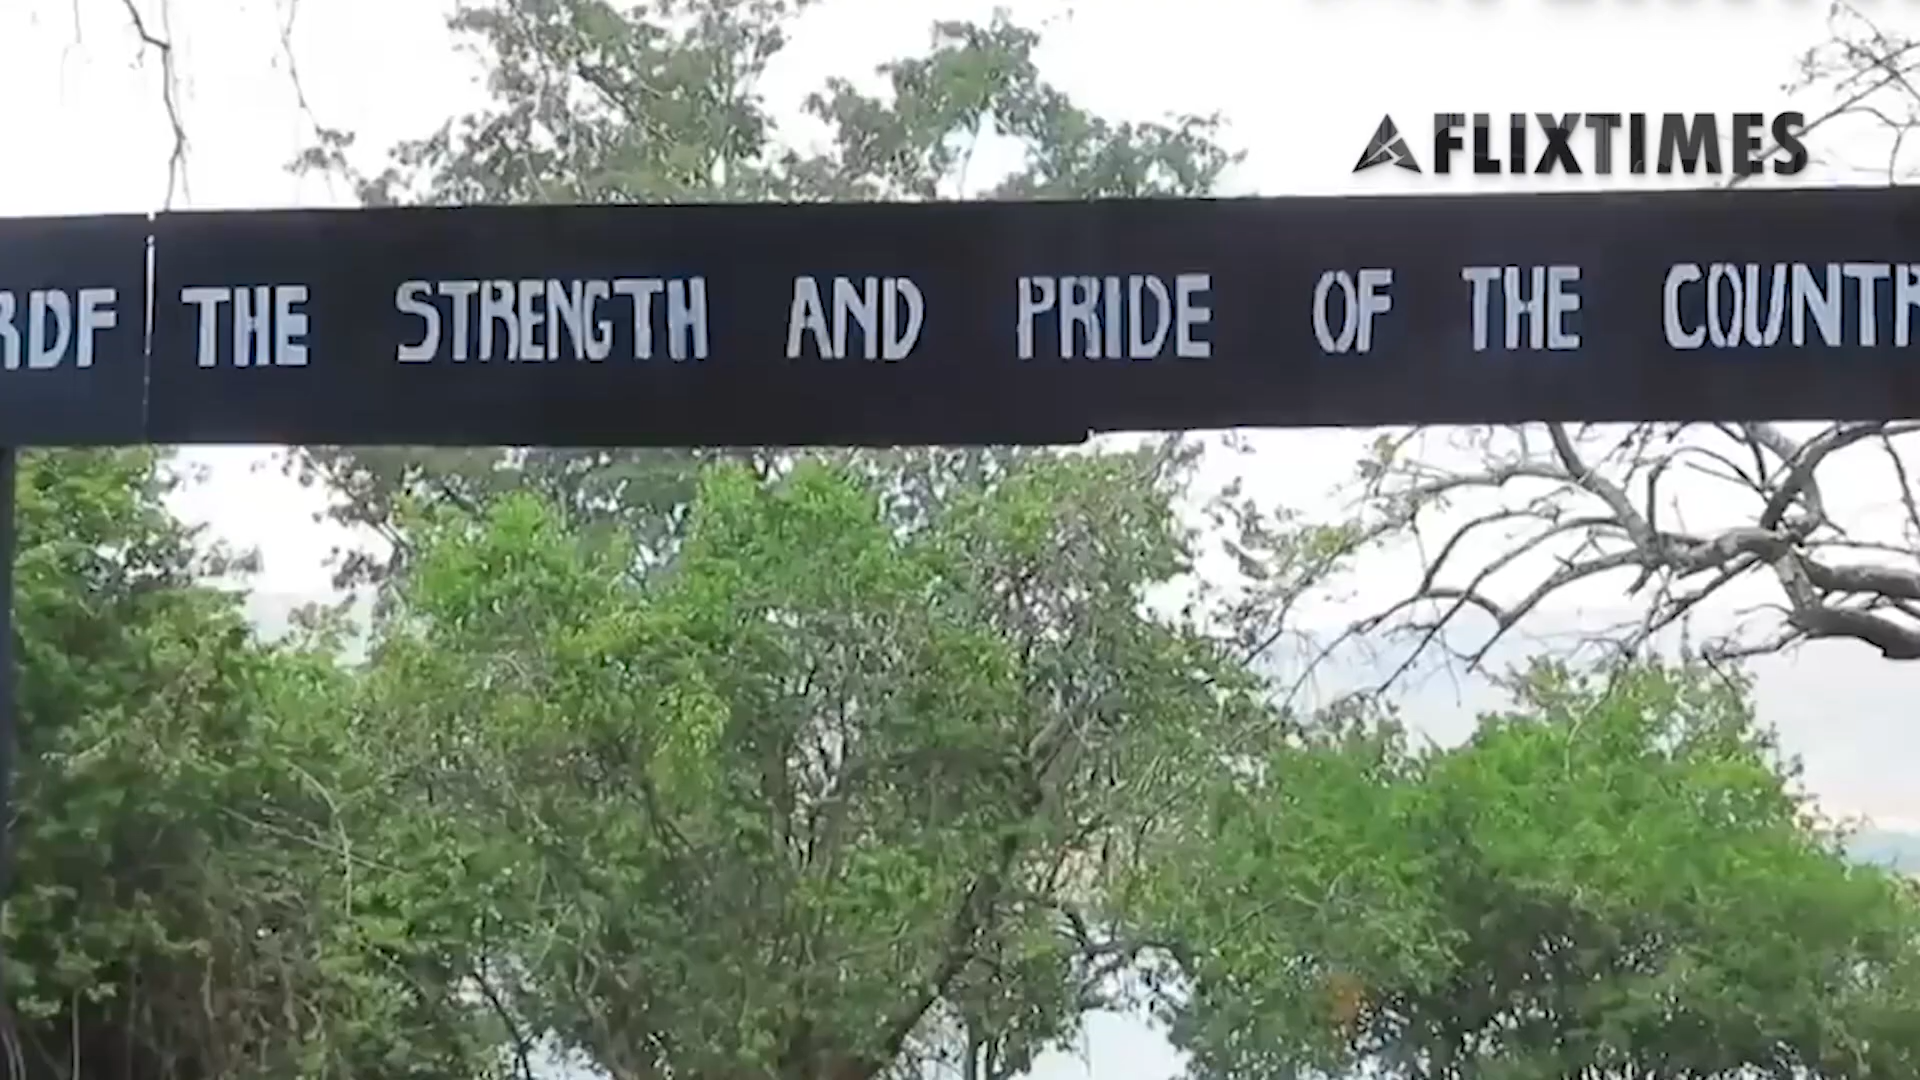 FLIXTIMES
RDF THE STRENGTH AND PRIDE OF THE COUNTR